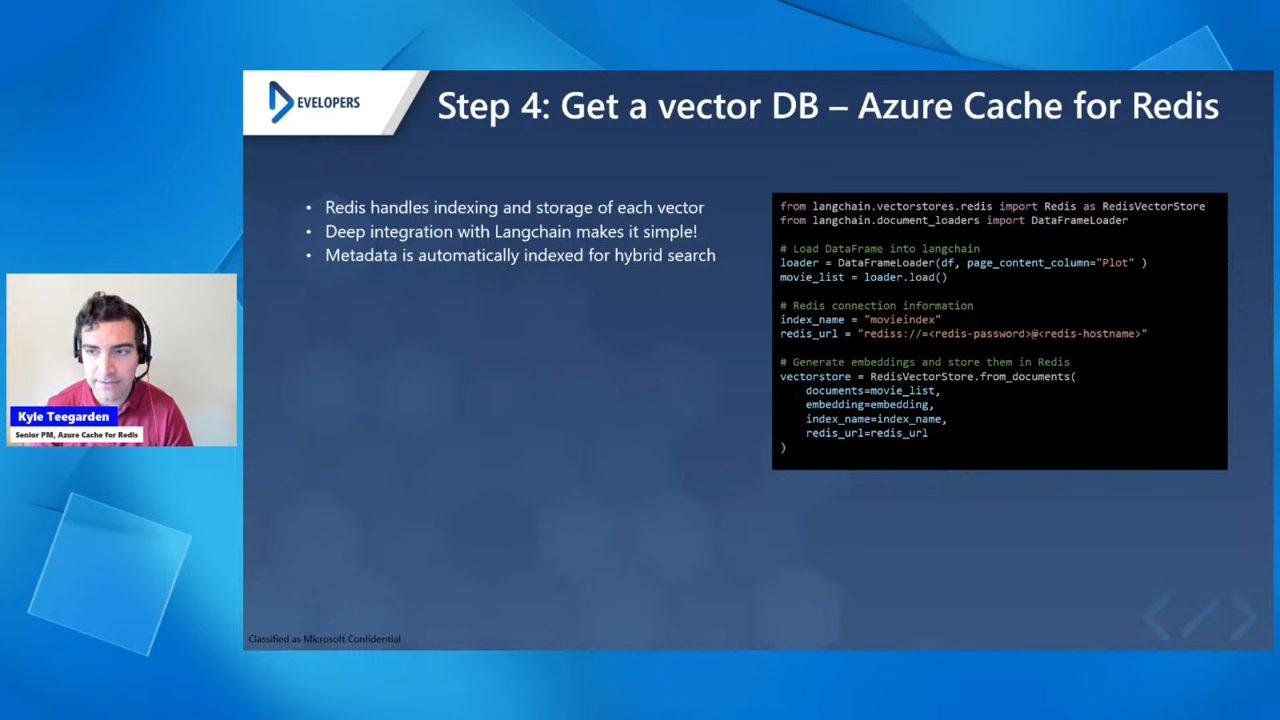 EVELOPERS
Step 4: Get a vector DB – Azure Cache for Redis
• Redis handles indexing and storage of each vector
• Deep integration with Langchain makes it simple!
• Metadata is automatically indexed for hybrid search
from langchain.vectorstores.redis import Redis as RedisVectorStore
from langchain.document_loaders import DataFrameLoader
# Load DataFrame into langchain
loader = DataFrameLoader(df, page_content_column="Plot" )
movie_list = loader.load()
# Redis connection information
index_name = "movieindex"
redis_url = "rediss://=<redis-password>@<redis-hostname>"
# Generate embeddings and store them in Redis
vectorstore = RedisVectorStore.from_documents(
documents=movie_list,
embedding=embedding,
index_name=index_name,
redis_url=redis_url
)
Kyle Teegarden
Senior PM, Azure Cache for Redis
Classified as Microsoft Confidential